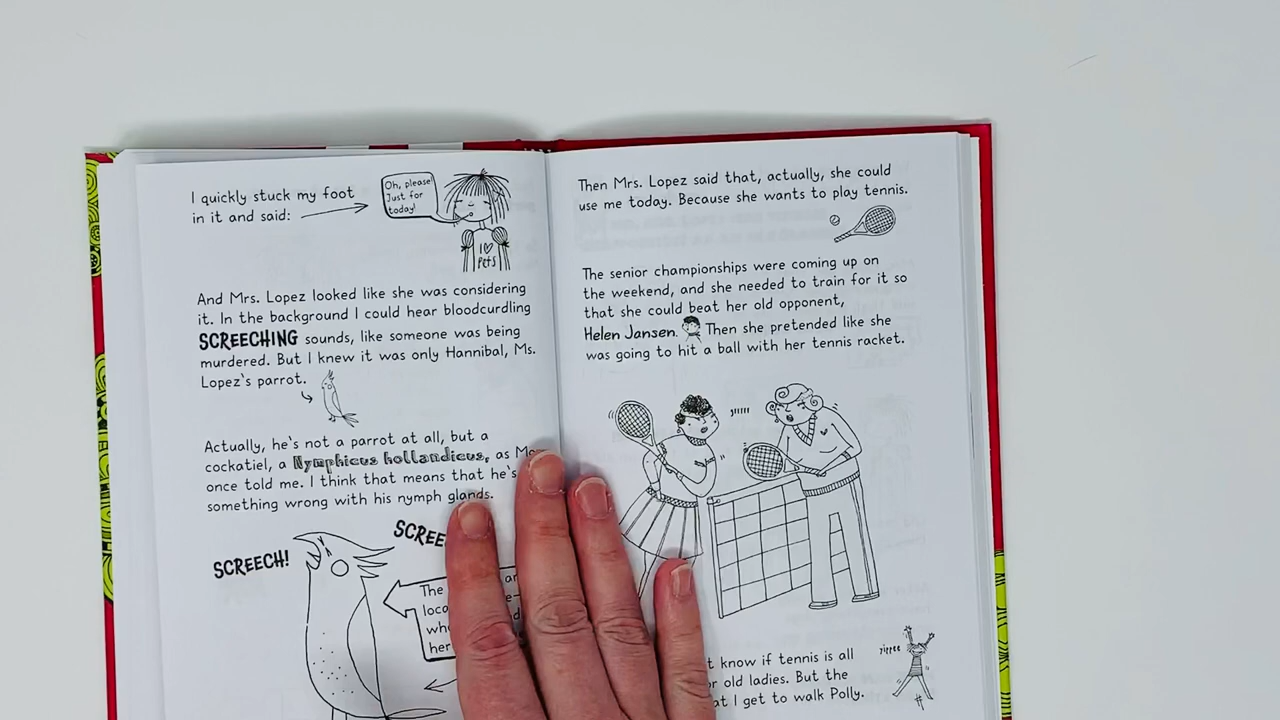 I quickly stuck my foot
in it and said:
Oh, please!
Just for
today!
I
PETS
And Mrs. Lopez looked like she was considering
it. In the background I could hear bloodcurdling
SCREECHING sounds, like someone was being
murdered. But I knew it was only Hannibal, Ms.
Lopez's parrot.
Actually, he's not a parrot at all, but a
cockatiel, a Nymphicus hollandicus, as
once told me. I think that means that he's
something wrong with his nymph glands.
SCREECH!
The
her
Then Mrs. Lopez said that, actually, she could
use me today. Because she wants to play tennis.
The senior championships were coming up on
the weekend, and she needed to train for it so
that she could beat her old opponent,
Helen Jansen. Then she pretended like she
was going to hit a ball with her tennis racket.
know if tennis is all
old ladies. But the
I get to walk Polly.